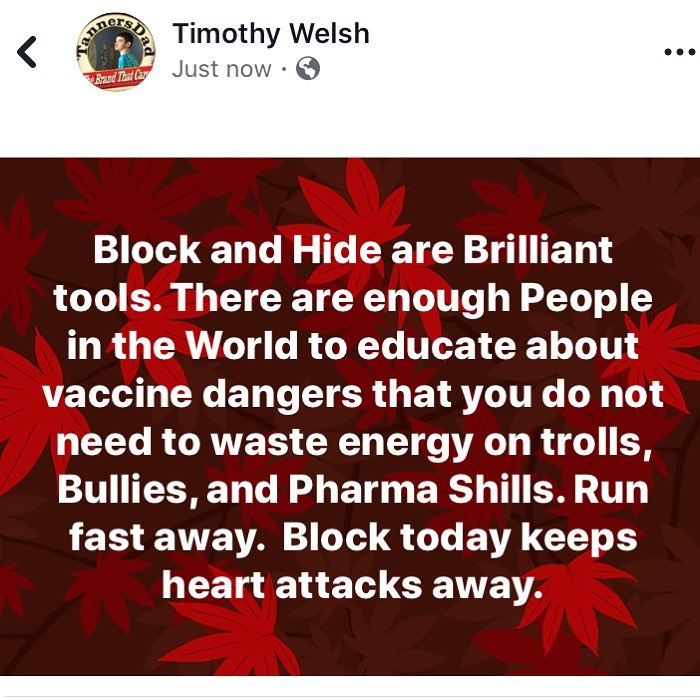 TannersDad
Timothy Welsh
Just now ·
The Brand That Cares
Block and Hide are Brilliant
tools. There are enough People
in the World to educate about
vaccine dangers that you do not
need to waste energy on trolls,
Bullies, and Pharma Shills. Run
fast away.  Block today keeps
heart attacks away.